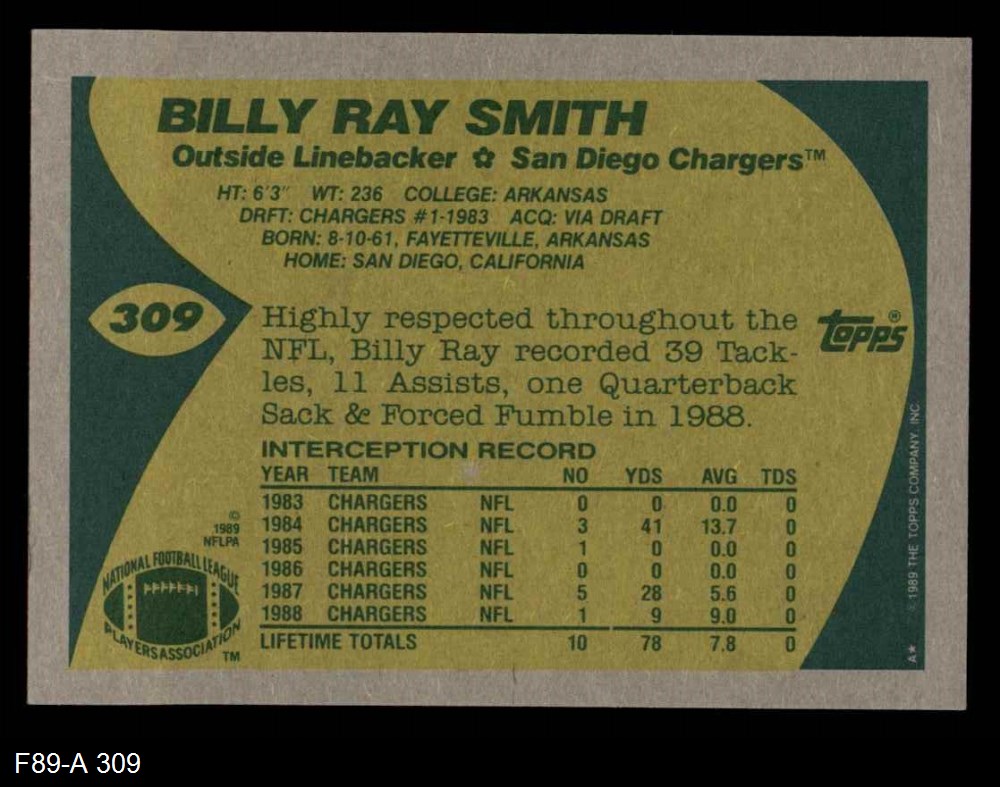 BILLY RAY SMITH
Outside Linebacker ✿ San Diego Chargers™
HT: 6'3" WT: 236 COLLEGE: ARKANSAS
DRFT: CHARGERS #1-1983 ACQ: VIA DRAFT
BORN: 8-10-61, FAYETTEVILLE, ARKANSAS
HOME: SAN DIEGO, CALIFORNIA
309
Highly respected throughout the
NFL, Billy Ray recorded 39 Tack-
les, 11 Assists, one Quarterback
Sack & Forced Fumble in 1988.
Topps®
INTERCEPTION RECORD
YEAR TEAM NO YDS AVG TDS
1983 CHARGERS NFL 0 0 0.0 0
1984 CHARGERS NFL 3 41 13.7 0
1985 CHARGERS NFL 1 0 0.0 0
1986 CHARGERS NFL 0 0 0.0 0
1987 CHARGERS NFL 5 28 5.6 0
1988 CHARGERS NFL 1 9 9.0 0
LIFETIME TOTALS 10 78 7.8 0
©
1989
NFLPA
NATIONAL FOOTBALL LEAGUE
PLAYERS ASSOCIATION
TM
© 1989 THE TOPPS COMPANY, INC.
A*
F89-A 309